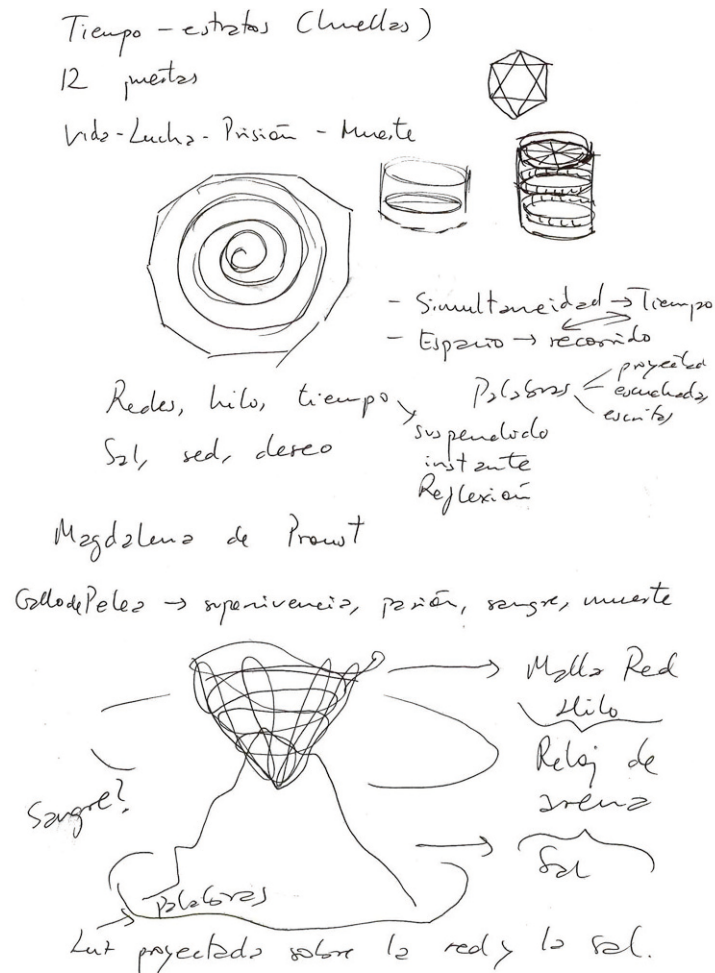 Tiempo – estratos (huellas)
12 puertas
Vida - Lucha - Prisión - Muerte
- Simultaneidad → Tiempo
- Espacio → recorrido
Palabras
proyectadas
escuchadas
escritas
Redes, hilo, tiempo
Sal, sed, deseo
suspendido
instante
Reflexión
Magdalena de Proust
Gallo de Pelea → supervivencia, pasión, sangre, muerte
Malla Red
Hilo
Reloj de
arena
Sangre?
Sal
Palabras
Luz proyectada sobre la red y la sal.